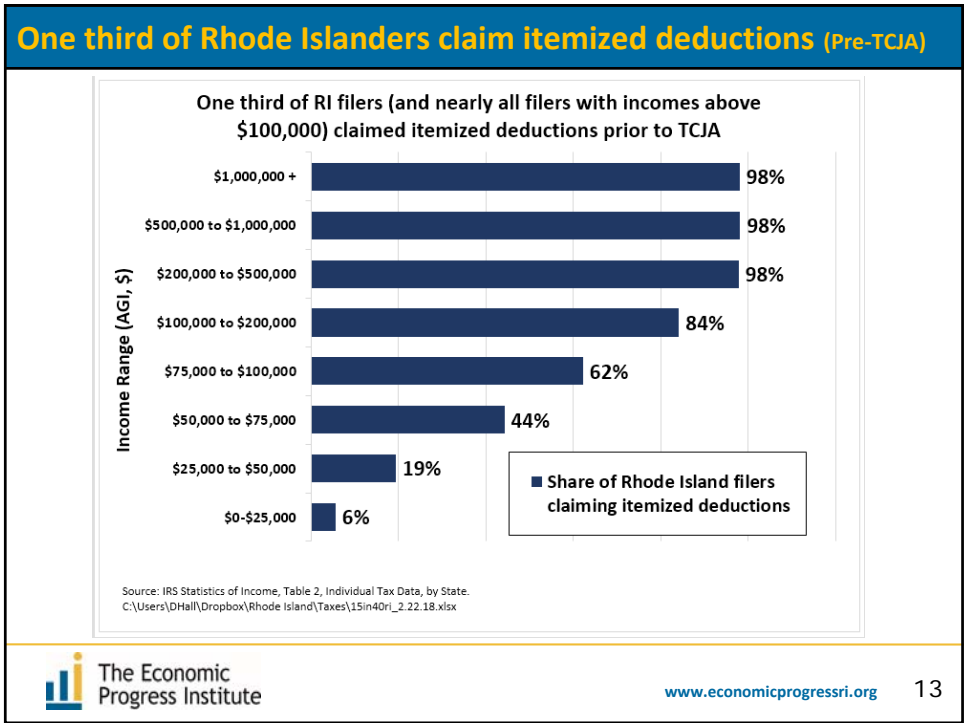 One third of Rhode Islanders claim itemized deductions (Pre-TCJA)
One third of RI filers (and nearly all filers with incomes above
$100,000) claimed itemized deductions prior to TCJA
Income Range (AGI, $)
$1,000,000 + 98%
$500,000 to $1,000,000 98%
$200,000 to $500,000 98%
$100,000 to $200,000 84%
$75,000 to $100,000 62%
$50,000 to $75,000 44%
$25,000 to $50,000 19%
$0-$25,000 6%
Share of Rhode Island filers
claiming itemized deductions
Source: IRS Statistics of Income, Table 2, Individual Tax Data, by State.
C:\Users\DHall\Dropbox\Rhode Island\Taxes\15in40ri_2.22.18.xlsx
The Economic
Progress Institute
www.economicprogressri.org 13